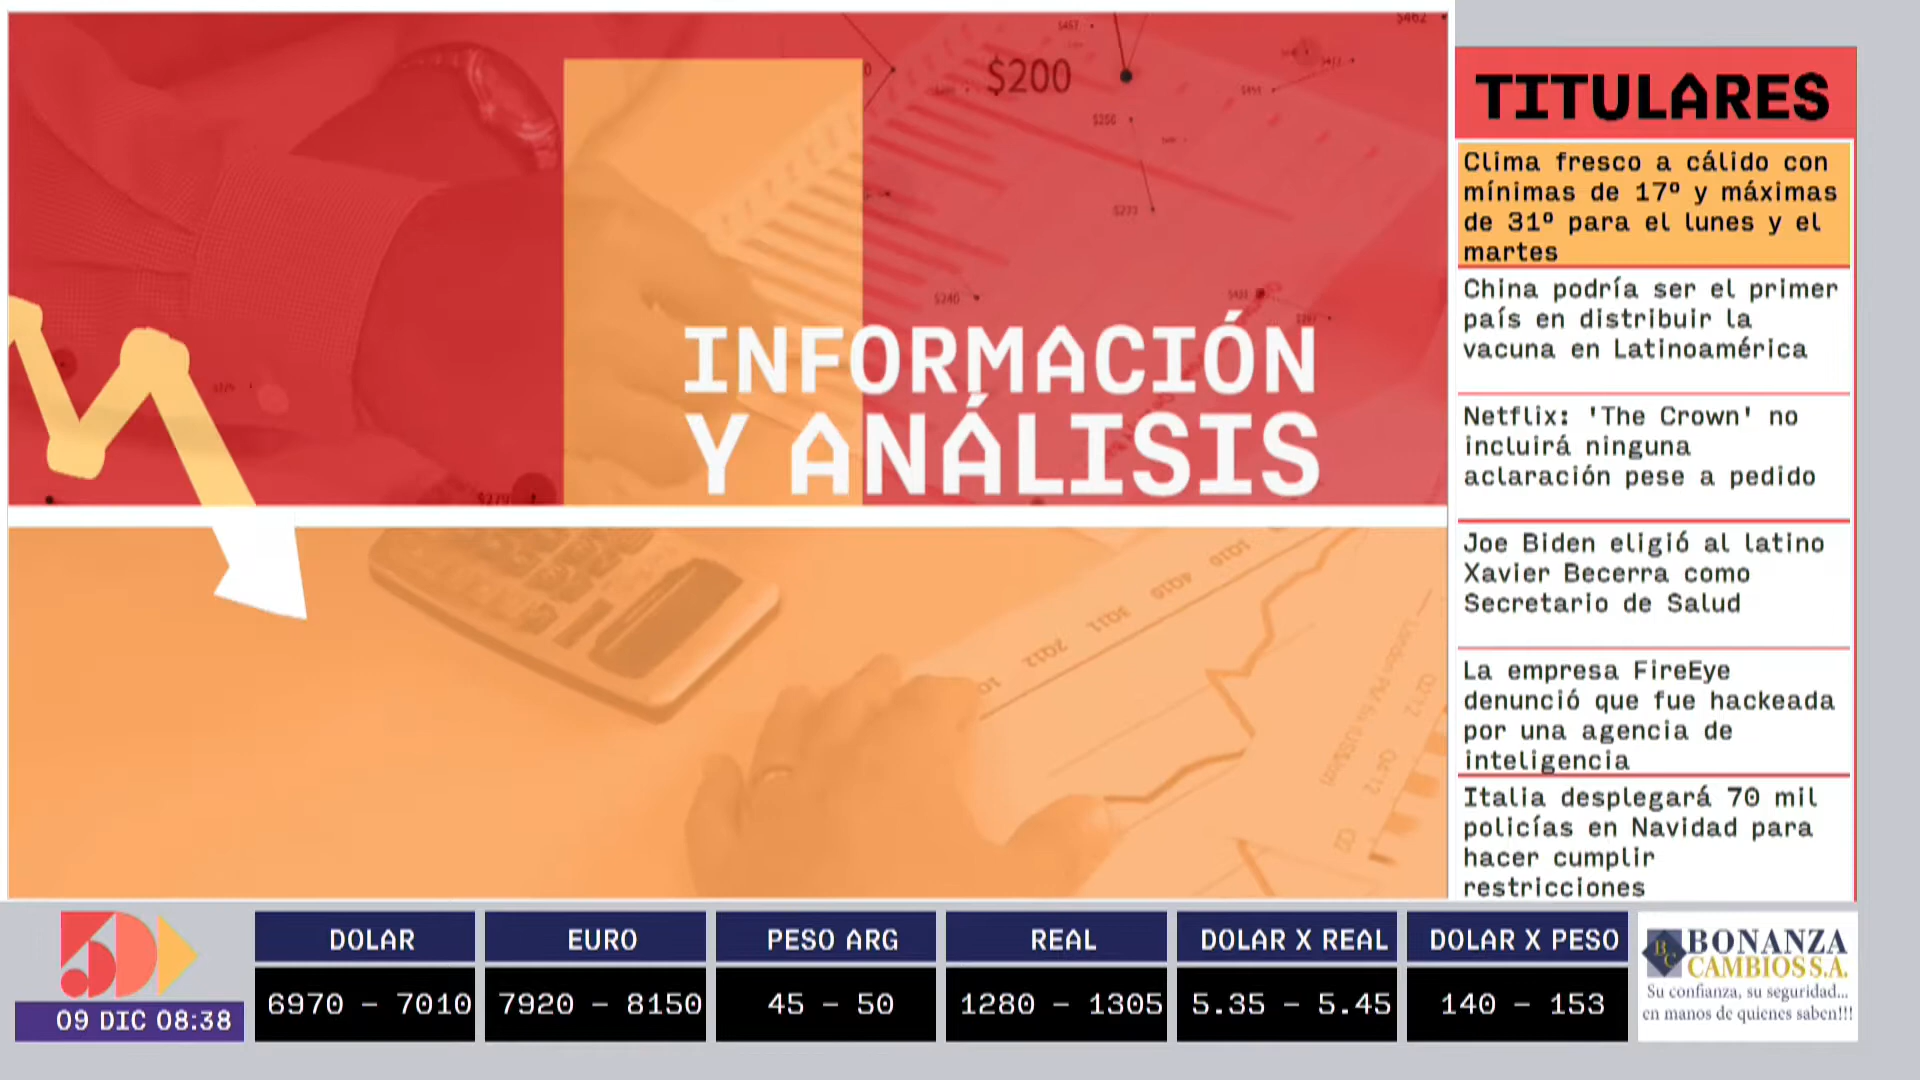 $200
INFORMACIÓN
Y ANÁLISIS
TITULARES
Clima fresco a cálido con
mínimas de 17º y máximas
de 31º para el lunes y el
martes
China podría ser el primer
país en distribuir la
vacuna en Latinoamérica
Netflix: 'The Crown' no
incluirá ninguna
aclaración pese a pedido
Joe Biden eligió al latino
Xavier Becerra como
Secretario de Salud
La empresa FireEye
denunció que fue hackeada
por una agencia de
inteligencia
Italia desplegará 70 mil
policías en Navidad para
hacer cumplir
restricciones
5D
09 DIC 08:38
DOLAR
6970 - 7010
EURO
7920 - 8150
PESO ARG
45 - 50
REAL
1280 - 1305
DOLAR X REAL
5.35 - 5.45
DOLAR X PESO
140 - 153
BC
BONANZA
CAMBIOS S.A.
Su confianza, su seguridad...
en manos de quienes saben!!!